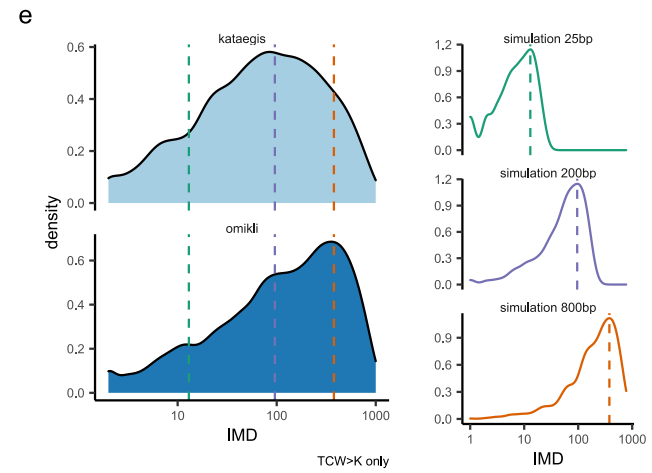 e
kataegis
0.6
0.4
0.2
0.0
omikli
0.6
0.4
0.2
0.0
density
10 100 1000
IMD
TCW>K only
simulation 25bp
1.2
0.9
0.6
0.3
0.0
simulation 200bp
1.2
0.9
0.6
0.3
0.0
simulation 800bp
0.9
0.6
0.3
0.0
1 10 100 1000
IMD